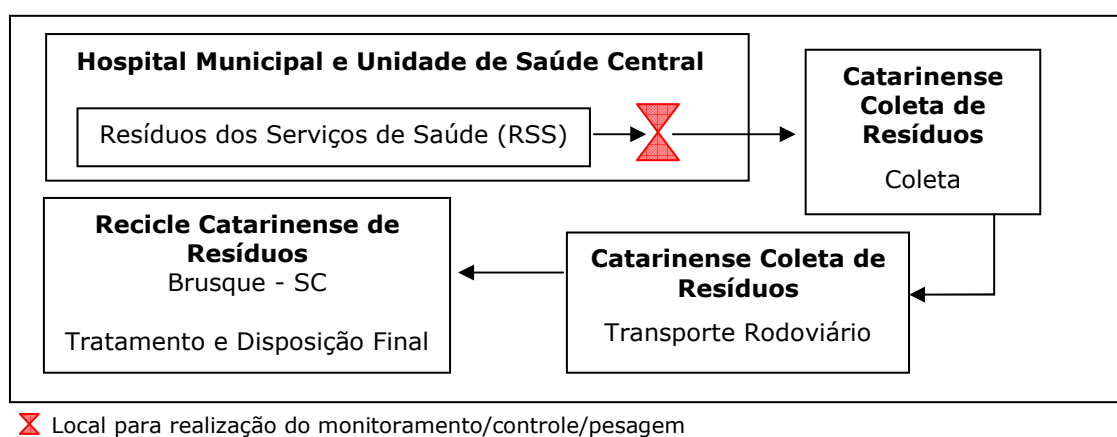 Hospital Municipal e Unidade de Saúde Central
Resíduos dos Serviços de Saúde (RSS)
Catarinense
Coleta de
Resíduos
Coleta
Catarinense Coleta de
Resíduos
Transporte Rodoviário
Recicle Catarinense de
Resíduos
Brusque - SC
Tratamento e Disposição Final
Local para realização do monitoramento/controle/pesagem